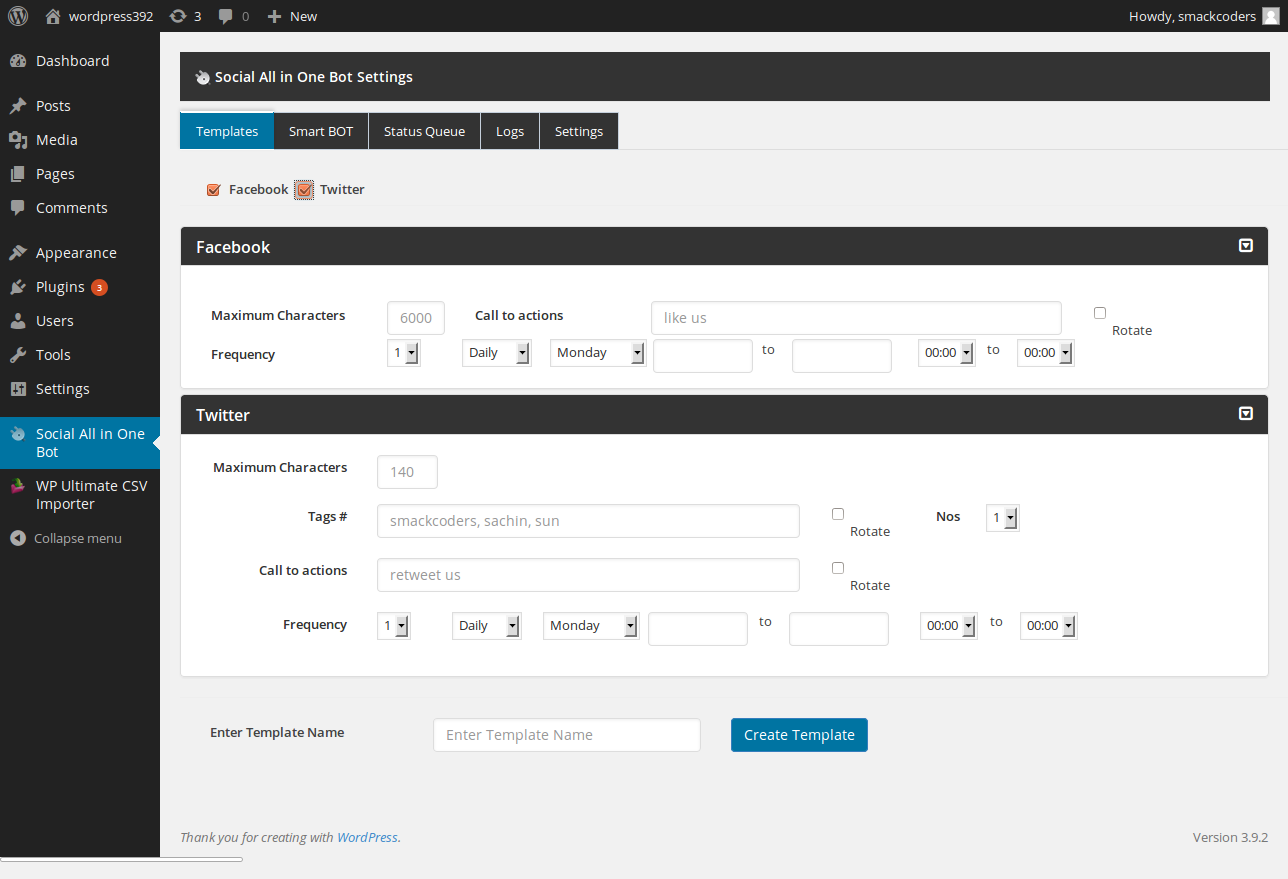 wordpress392 3 0 New Howdy, smackcoders
Dashboard
Posts
Media
Pages
Comments
Appearance
Plugins 3
Users
Tools
Settings
Social All in One
Bot
WP Ultimate CSV
Importer
Collapse menu
Social All in One Bot Settings
Templates Smart BOT Status Queue Logs Settings
Facebook Twitter
Facebook
Maximum Characters 6000 Call to actions like us Rotate
Frequency 1 Daily Monday to 00:00 to 00:00
Twitter
Maximum Characters 140
Tags # smackcoders, sachin, sun Rotate Nos 1
Call to actions retweet us Rotate
Frequency 1 Daily Monday to 00:00 to 00:00
Enter Template Name Enter Template Name Create Template
Thank you for creating with WordPress. Version 3.9.2